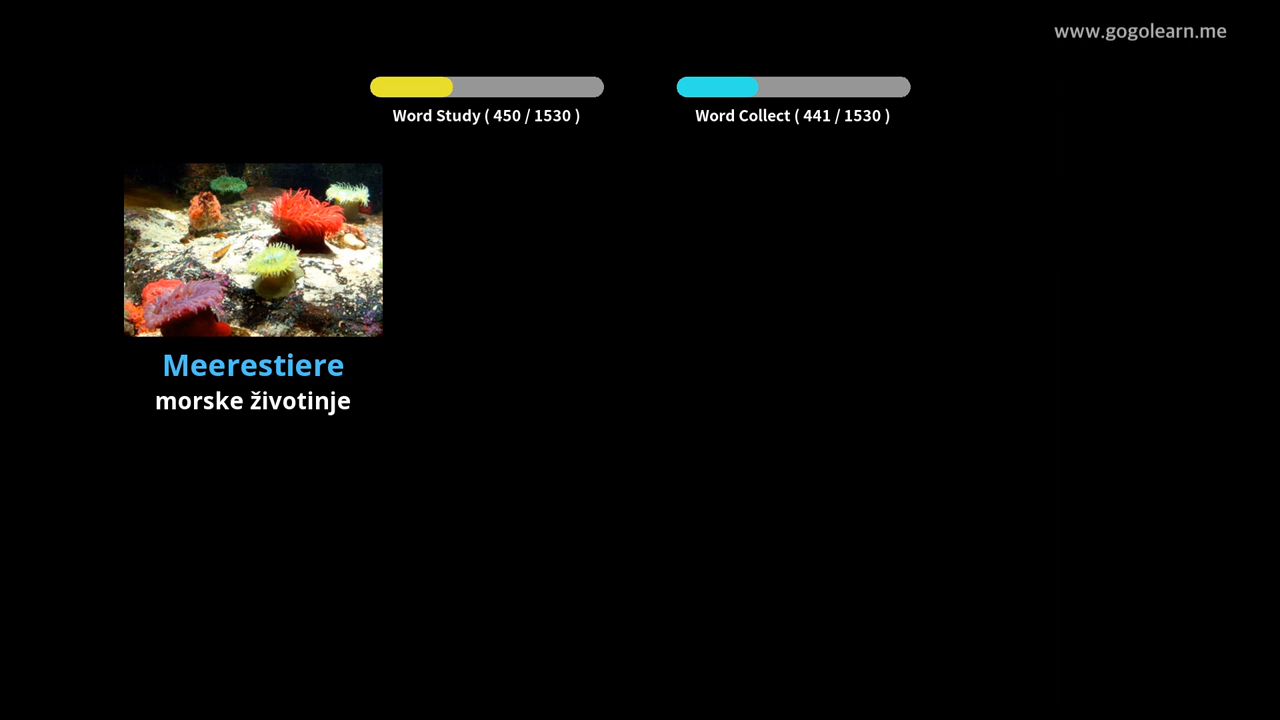 www.gogolearn.me
Word Study ( 450 / 1530 )
Word Collect ( 441 / 1530 )
Meerestiere
morske životinje